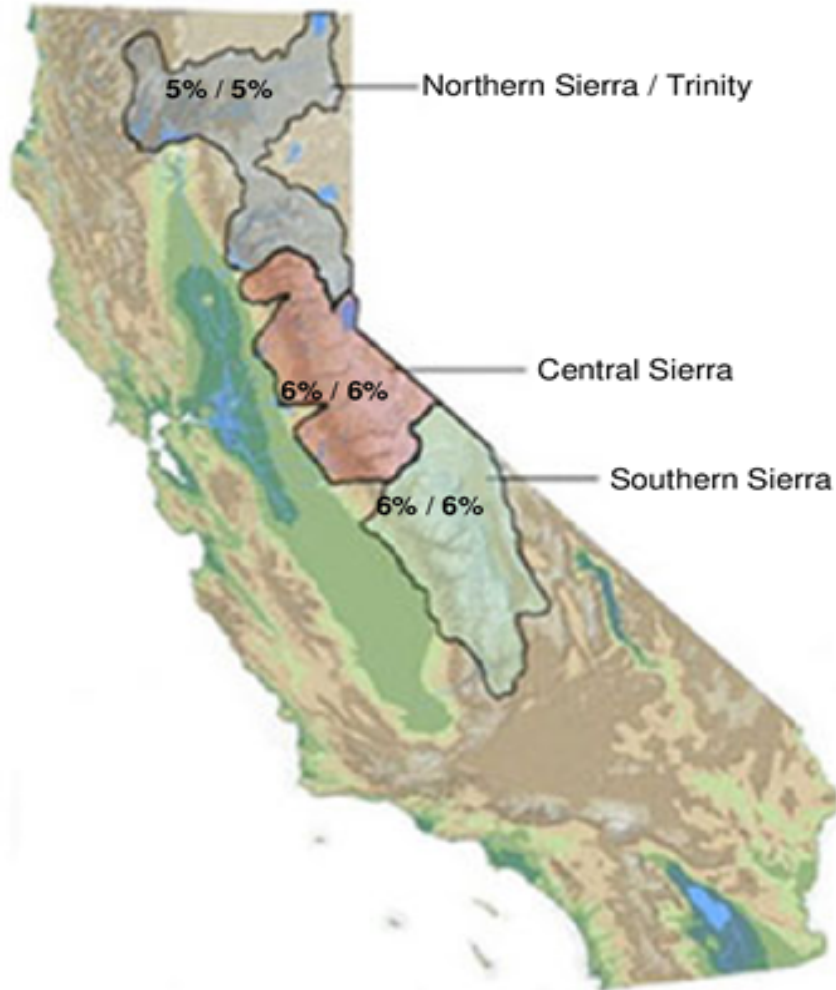 5% / 5%
Northern Sierra / Trinity
Central Sierra
6% / 6%
Southern Sierra
6% / 6%